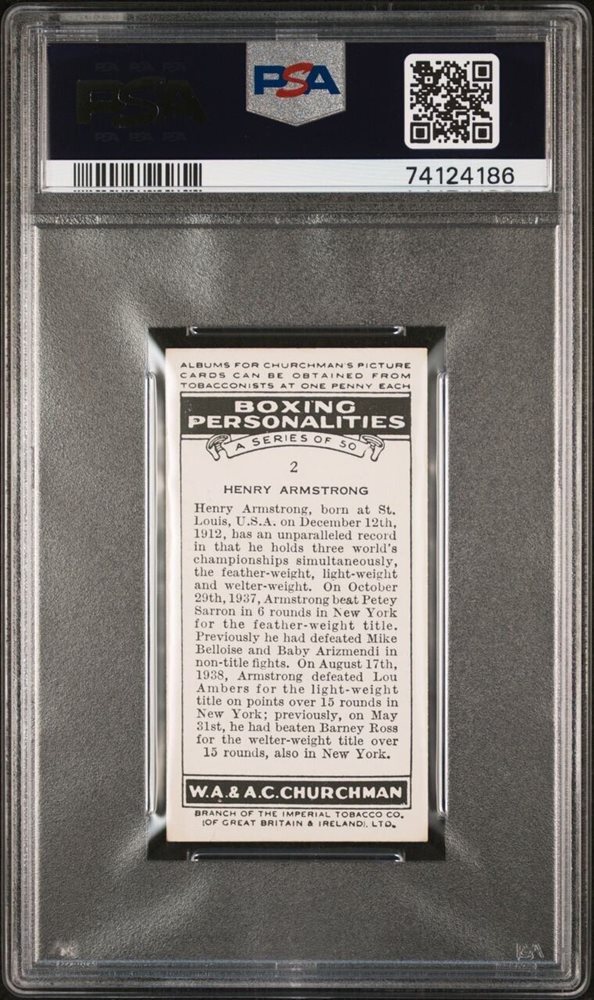 PSA
PSA
74124186
ALBUMS FOR CHURCHMAN'S PICTURE
CARDS CAN BE OBTAINED FROM
TOBACCONISTS AT ONE PENNY EACH
BOXING
PERSONALITIES
A SERIES OF 50
2
HENRY ARMSTRONG
Henry Armstrong, born at St.
Louis, U.S.A. on December 12th,
1912, has an unparalleled record
in that he holds three world's
championships simultaneously,
the feather-weight, light-weight
and welter-weight. On October
29th, 1937, Armstrong beat Petey
Sarron in 6 rounds in New York
for the feather-weight title.
Previously he had defeated Mike
Belloise and Baby Arizmendi in
non-title fights. On August 17th,
1938, Armstrong defeated Lou
Ambers for the light-weight
title on points over 15 rounds in
New York; previously, on May
31st, he had beaten Barney Ross
for the welter-weight title over
15 rounds, also in New York.
W.A. & A.C. CHURCHMAN
BRANCH OF THE IMPERIAL TOBACCO CO.
(OF GREAT BRITAIN & IRELAND), LTD.